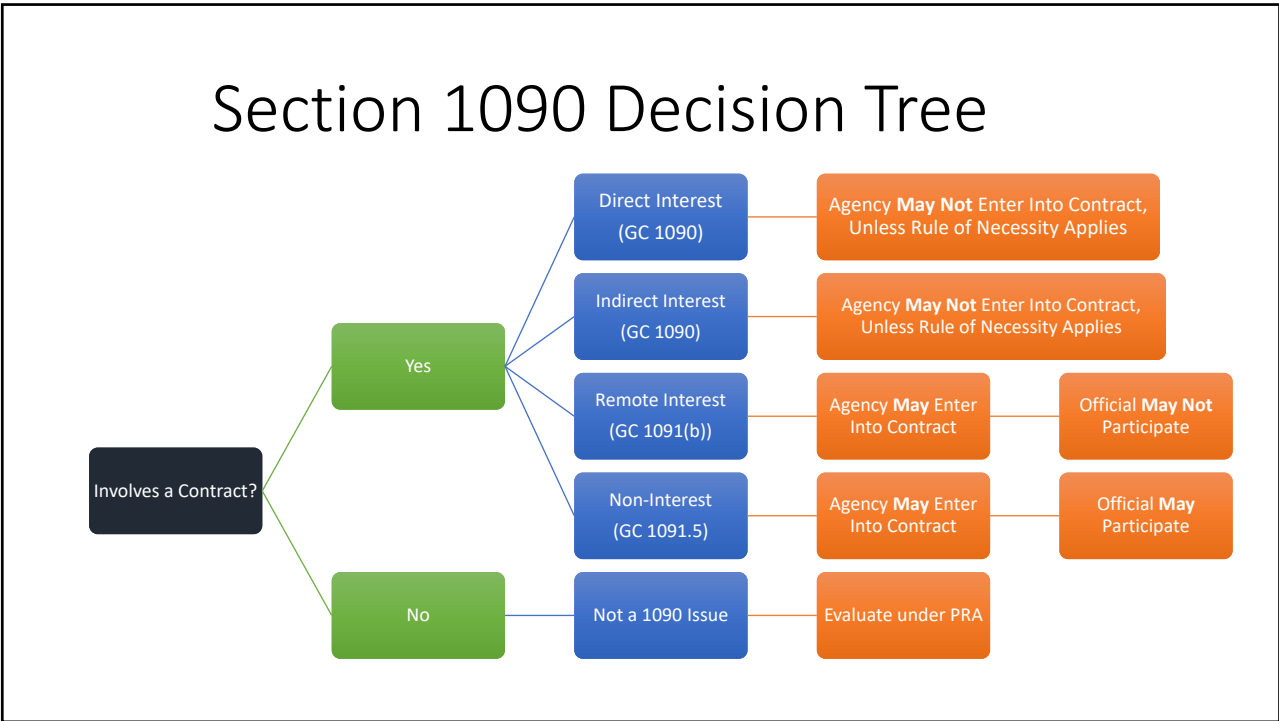 Section 1090 Decision Tree
Involves a Contract?
Yes
Direct Interest
(GC 1090)
Agency May Not Enter Into Contract,
Unless Rule of Necessity Applies
Indirect Interest
(GC 1090)
Agency May Not Enter Into Contract,
Unless Rule of Necessity Applies
Remote Interest
(GC 1091(b))
Agency May Enter
Into Contract
Official May Not
Participate
Non-Interest
(GC 1091.5)
Agency May Enter
Into Contract
Official May
Participate
No
Not a 1090 Issue
Evaluate under PRA